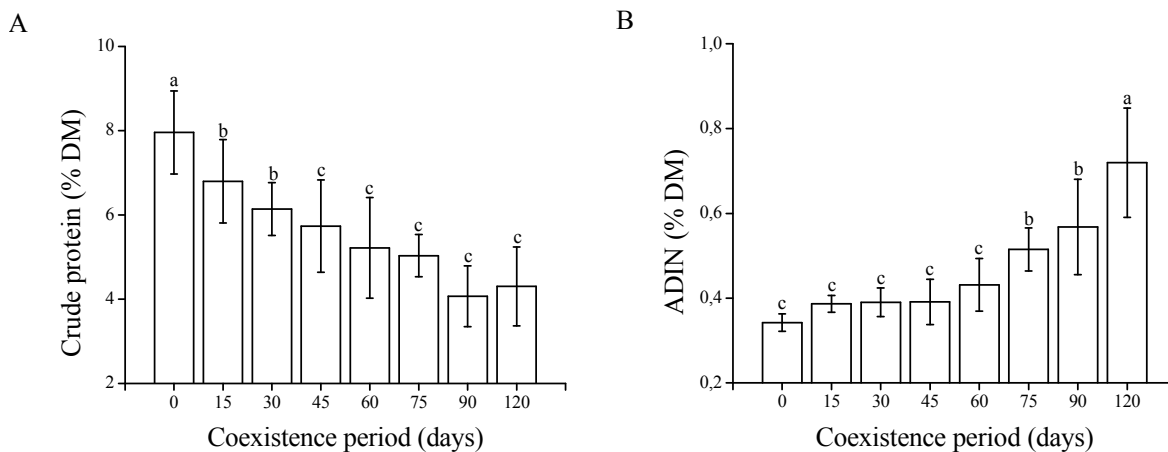 A
Crude protein (% DM)
10
8
6
4
2
a
b
b
c
c
c
c
c
0 15 30 45 60 75 90 120
Coexistence period (days)
B
ADIN (% DM)
1,0
0,8
0,6
0,4
0,2
c
c
c
c
c
b
b
a
0 15 30 45 60 75 90 120
Coexistence period (days)